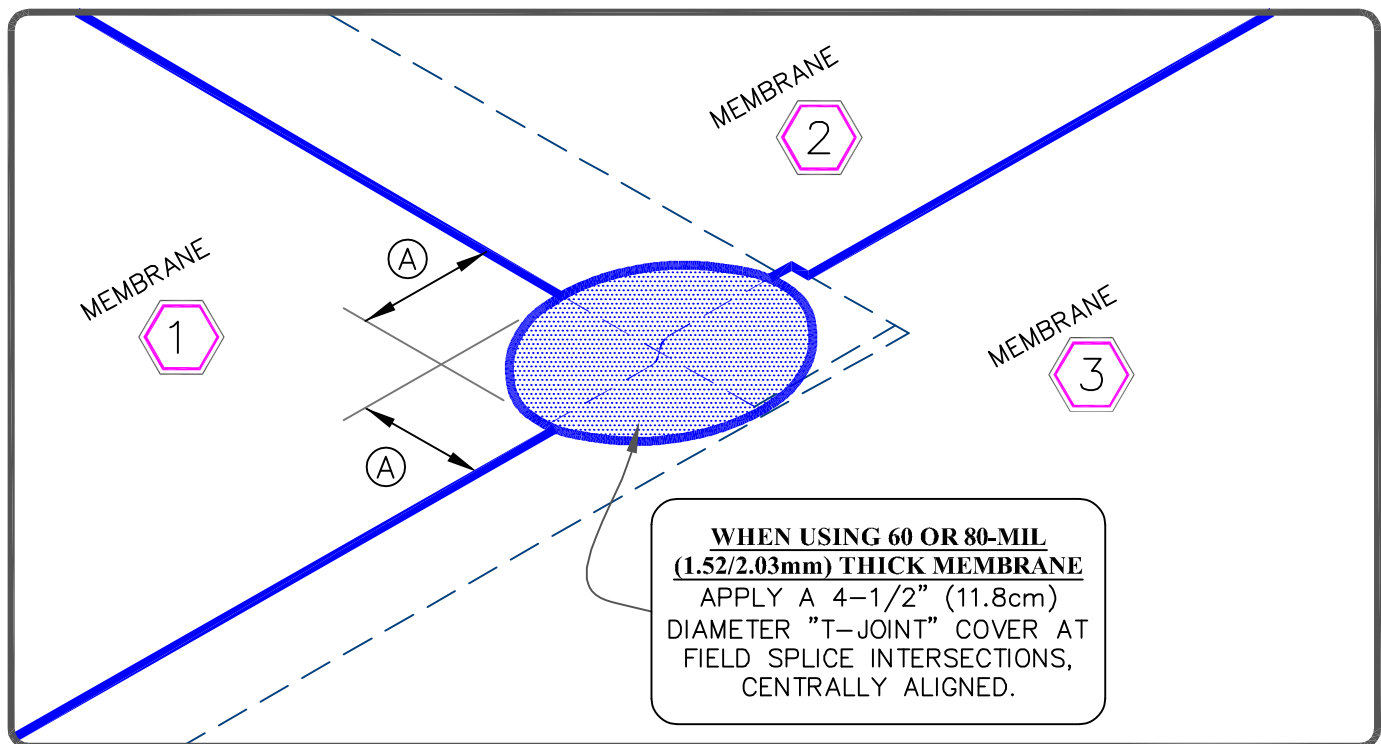 MEMBRANE
2
A
MEMBRANE
1
MEMBRANE
3
A
WHEN USING 60 OR 80-MIL
(1.52/2.03mm) THICK MEMBRANE
APPLY A 4-1/2" (11.8cm)
DIAMETER "T-JOINT" COVER AT
FIELD SPLICE INTERSECTIONS,
CENTRALLY ALIGNED.